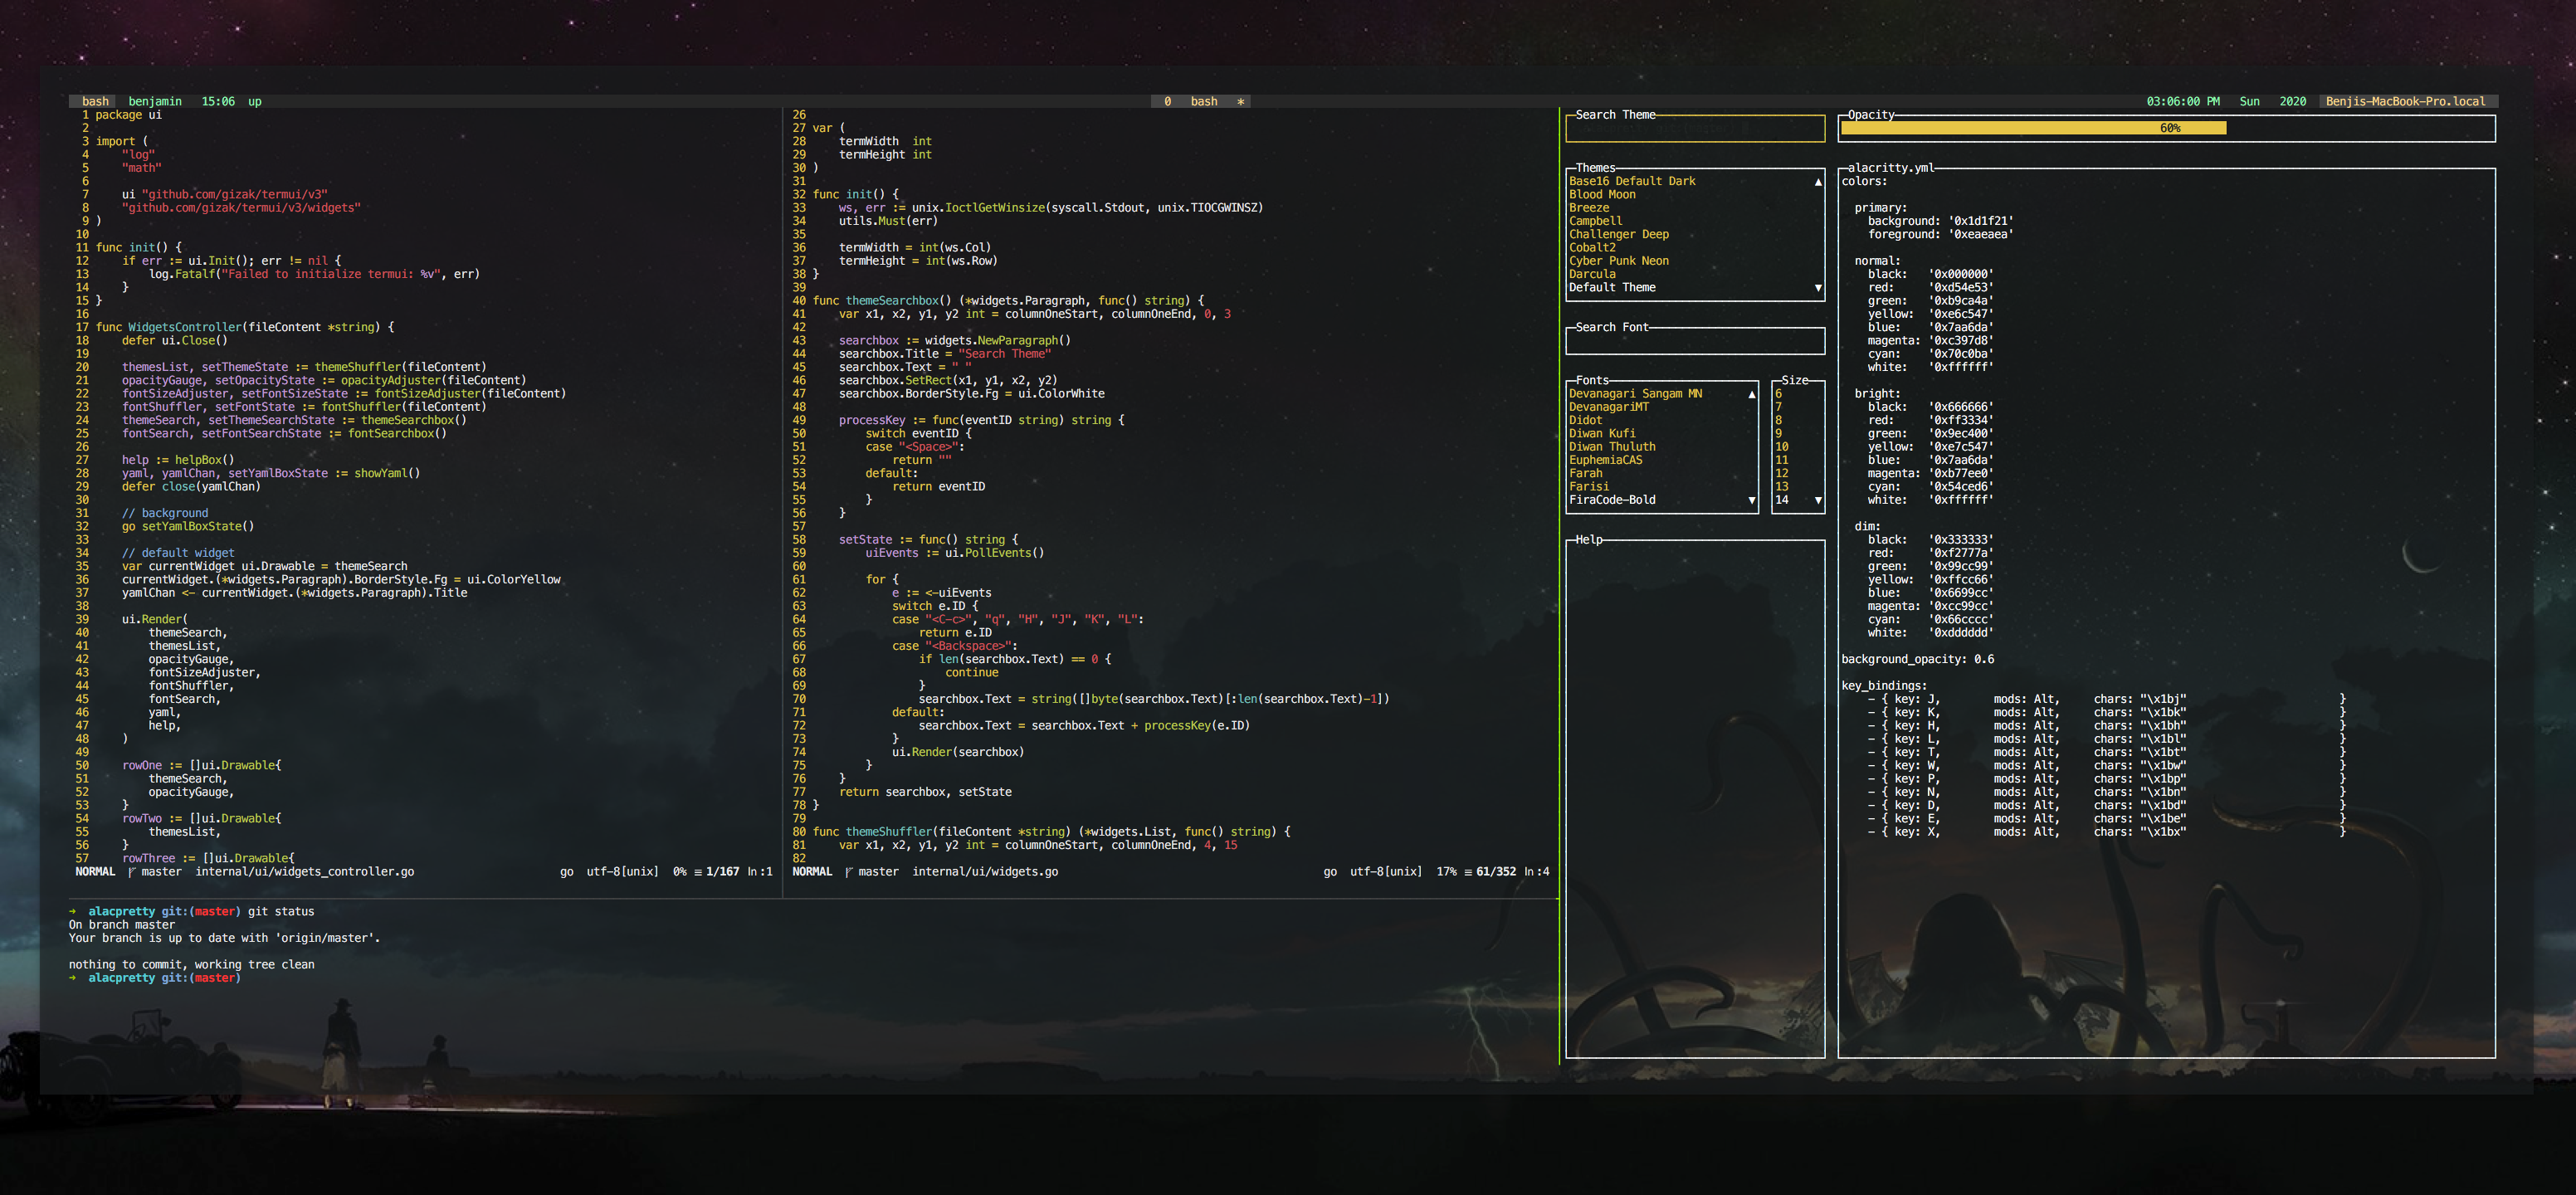 bash benjamin 15:06 up 0 bash * 03:06:00 PM Sun 2020 Benjis-MacBook-Pro.local
1 package ui
2
3 import (
4     "log"
5     "math"
6
7     ui "github.com/gizak/termui/v3"
8     "github.com/gizak/termui/v3/widgets"
9 )
10
11 func init() {
12     if err := ui.Init(); err != nil {
13         log.Fatalf("Failed to initialize termui: %v", err)
14     }
15 }
16
17 func WidgetsController(fileContent *string) {
18     defer ui.Close()
19
20     themesList, setThemeState := themeShuffler(fileContent)
21     opacityGauge, setOpacityState := opacityAdjuster(fileContent)
22     fontSizeAdjuster, setFontSizeState := fontSizeAdjuster(fileContent)
23     fontShuffler, setFontState := fontShuffler(fileContent)
24     themeSearch, setThemeSearchState := themeSearchbox()
25     fontSearch, setFontSearchState := fontSearchbox()
26
27     help := helpBox()
28     yaml, yamlChan, setYamlBoxState := showYaml()
29     defer close(yamlChan)
30
31     // background
32     go setYamlBoxState()
33
34     // default widget
35     var currentWidget ui.Drawable = themeSearch
36     currentWidget.(*widgets.Paragraph).BorderStyle.Fg = ui.ColorYellow
37     yamlChan <- currentWidget.(*widgets.Paragraph).Title
38
39     ui.Render(
40         themeSearch,
41         themesList,
42         opacityGauge,
43         fontSizeAdjuster,
44         fontShuffler,
45         fontSearch,
46         yaml,
47         help,
48     )
49
50     rowOne := []ui.Drawable{
51         themeSearch,
52         opacityGauge,
53     }
54     rowTwo := []ui.Drawable{
55         themesList,
56     }
57     rowThree := []ui.Drawable{
NORMAL master internal/ui/widgets_controller.go go utf-8[unix] 0% ≡ 1/167 ln :1
26
27 var (
28     termWidth  int
29     termHeight int
30 )
31
32 func init() {
33     ws, err := unix.IoctlGetWinsize(syscall.Stdout, unix.TIOCGWINSZ)
34     utils.Must(err)
35
36     termWidth = int(ws.Col)
37     termHeight = int(ws.Row)
38 }
39
40 func themeSearchbox() (*widgets.Paragraph, func() string) {
41     var x1, x2, y1, y2 int = columnOneStart, columnOneEnd, 0, 3
42
43     searchbox := widgets.NewParagraph()
44     searchbox.Title = "Search Theme"
45     searchbox.Text = " "
46     searchbox.SetRect(x1, y1, x2, y2)
47     searchbox.BorderStyle.Fg = ui.ColorWhite
48
49     processKey := func(eventID string) string {
50         switch eventID {
51         case "<Space>":
52             return ""
53         default:
54             return eventID
55         }
56     }
57
58     setState := func() string {
59         uiEvents := ui.PollEvents()
60
61         for {
62             e := <-uiEvents
63             switch e.ID {
64             case "<C-c>", "q", "H", "J", "K", "L":
65                 return e.ID
66             case "<Backspace>":
67                 if len(searchbox.Text) == 0 {
68                     continue
69                 }
70                 searchbox.Text = string([]byte(searchbox.Text)[:len(searchbox.Text)-1])
71             default:
72                 searchbox.Text = searchbox.Text + processKey(e.ID)
73             }
74             ui.Render(searchbox)
75         }
76     }
77     return searchbox, setState
78 }
79
80 func themeShuffler(fileContent *string) (*widgets.List, func() string) {
81     var x1, x2, y1, y2 int = columnOneStart, columnOneEnd, 4, 15
82
NORMAL master internal/ui/widgets.go go utf-8[unix] 17% ≡ 61/352 ln :4
→ alacpretty git:(master) git status
On branch master
Your branch is up to date with 'origin/master'.

nothing to commit, working tree clean
→ alacpretty git:(master)
Search Theme
Themes
Base16 Default Dark ▲
Blood Moon
Breeze
Campbell
Challenger Deep
Cobalt2
Cyber Punk Neon
Darcula
Default Theme ▼
Search Font
Fonts
Devanagari Sangam MN ▲
DevanagariMT
Didot
Diwan Kufi
Diwan Thuluth
EuphemiaCAS
Farah
Farisi
FiraCode-Bold ▼
Size
6
7
8
9
10
11
12
13
14 ▼
Help
Opacity
60%
alacritty.yml
colors:

  primary:
    background: '0x1d1f21'
    foreground: '0xeaeaea'

  normal:
    black:   '0x000000'
    red:     '0xd54e53'
    green:   '0xb9ca4a'
    yellow:  '0xe6c547'
    blue:    '0x7aa6da'
    magenta: '0xc397d8'
    cyan:    '0x70c0ba'
    white:   '0xffffff'

  bright:
    black:   '0x666666'
    red:     '0xff3334'
    green:   '0x9ec400'
    yellow:  '0xe7c547'
    blue:    '0x7aa6da'
    magenta: '0xb77ee0'
    cyan:    '0x54ced6'
    white:   '0xffffff'

  dim:
    black:   '0x333333'
    red:     '0xf2777a'
    green:   '0x99cc99'
    yellow:  '0xffcc66'
    blue:    '0x6699cc'
    magenta: '0xcc99cc'
    cyan:    '0x66cccc'
    white:   '0xdddddd'

background_opacity: 0.6

key_bindings:
    - { key: J,        mods: Alt,     chars: "\x1bj"                       }
    - { key: K,        mods: Alt,     chars: "\x1bk"                       }
    - { key: H,        mods: Alt,     chars: "\x1bh"                       }
    - { key: L,        mods: Alt,     chars: "\x1bl"                       }
    - { key: T,        mods: Alt,     chars: "\x1bt"                       }
    - { key: W,        mods: Alt,     chars: "\x1bw"                       }
    - { key: P,        mods: Alt,     chars: "\x1bp"                       }
    - { key: N,        mods: Alt,     chars: "\x1bn"                       }
    - { key: D,        mods: Alt,     chars: "\x1bd"                       }
    - { key: E,        mods: Alt,     chars: "\x1be"                       }
    - { key: X,        mods: Alt,     chars: "\x1bx"                       }